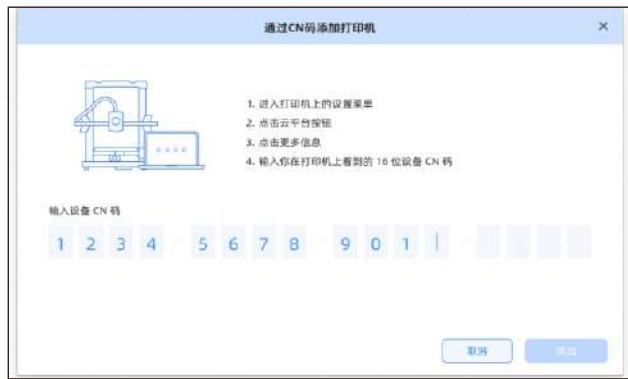 通过CN码添加打印机 ×
1. 进入打印机上的设置菜单
2. 点击云平台按钮
3. 点击更多信息
4. 输入你在打印机上看到的 16 位设备 CN 码
输入设备 CN 码
1 2 3 4 - 5 6 7 8 - 9 0 1 -
取消 添加